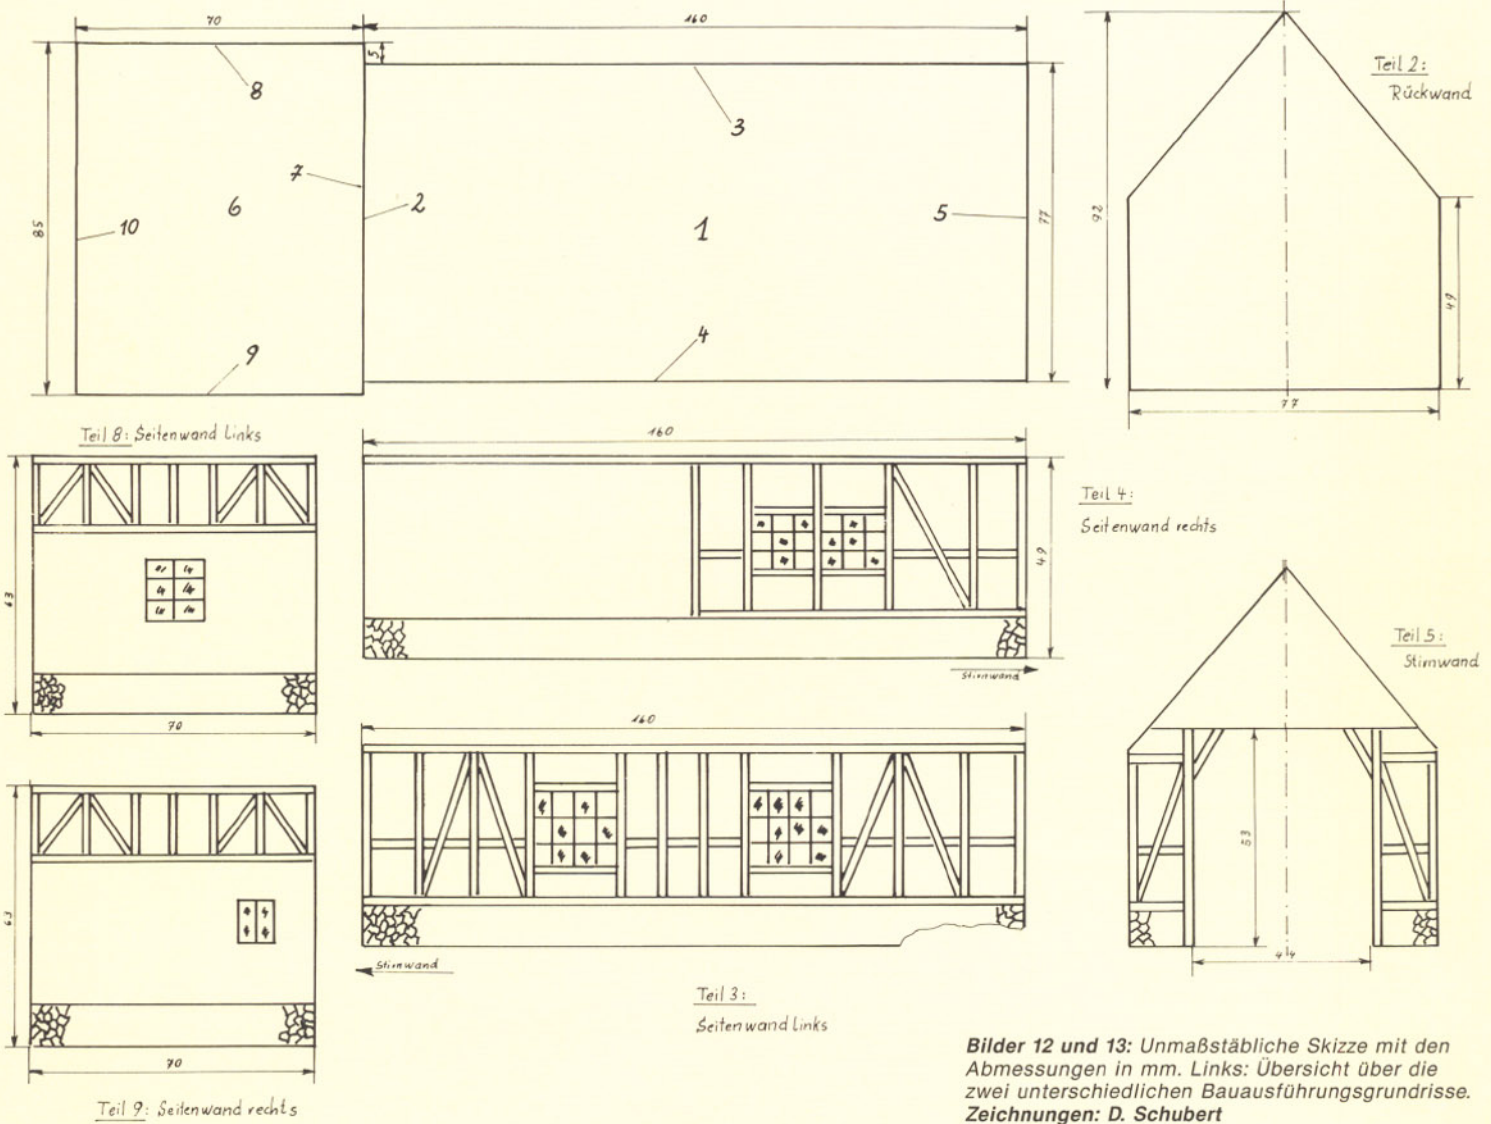 70
160
5
8
3
7
6
10
2
1
5
9
4
85
77
Teil 2:
Rückwand
92
49
77
Teil 8: Seitenwand Links
63
70
160
49
Teil 4:
Seitenwand rechts
Stirnwand
Teil 5:
Stirnwand
53
44
63
70
Teil 9: Seitenwand rechts
160
Stirnwand
Teil 3:
Seitenwand Links
Bilder 12 und 13: Unmaßstäbliche Skizze mit den
Abmessungen in mm. Links: Übersicht über die
zwei unterschiedlichen Bauausführungsgrundrisse.
Zeichnungen: D. Schubert